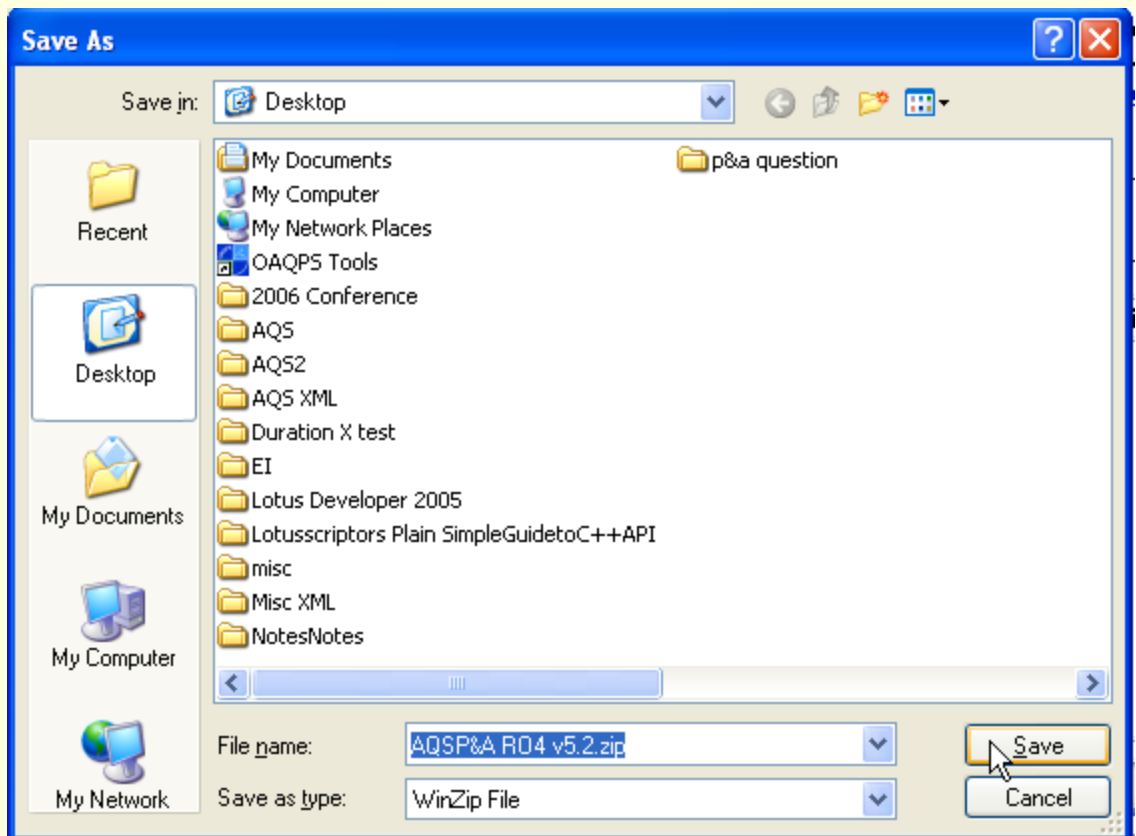 Save As
Save in:
Desktop
Recent
Desktop
My Documents
My Computer
My Network
My Documents
My Computer
My Network Places
OAQPS Tools
2006 Conference
AQS
AQS2
AQS XML
Duration X test
EI
Lotus Developer 2005
Lotusscriptors Plain SimpleGuidetoC++API
misc
Misc XML
NotesNotes
p&a question
File name:
AQSP&A RO4 v5.2.zip
Save
Save as type:
WinZip File
Cancel